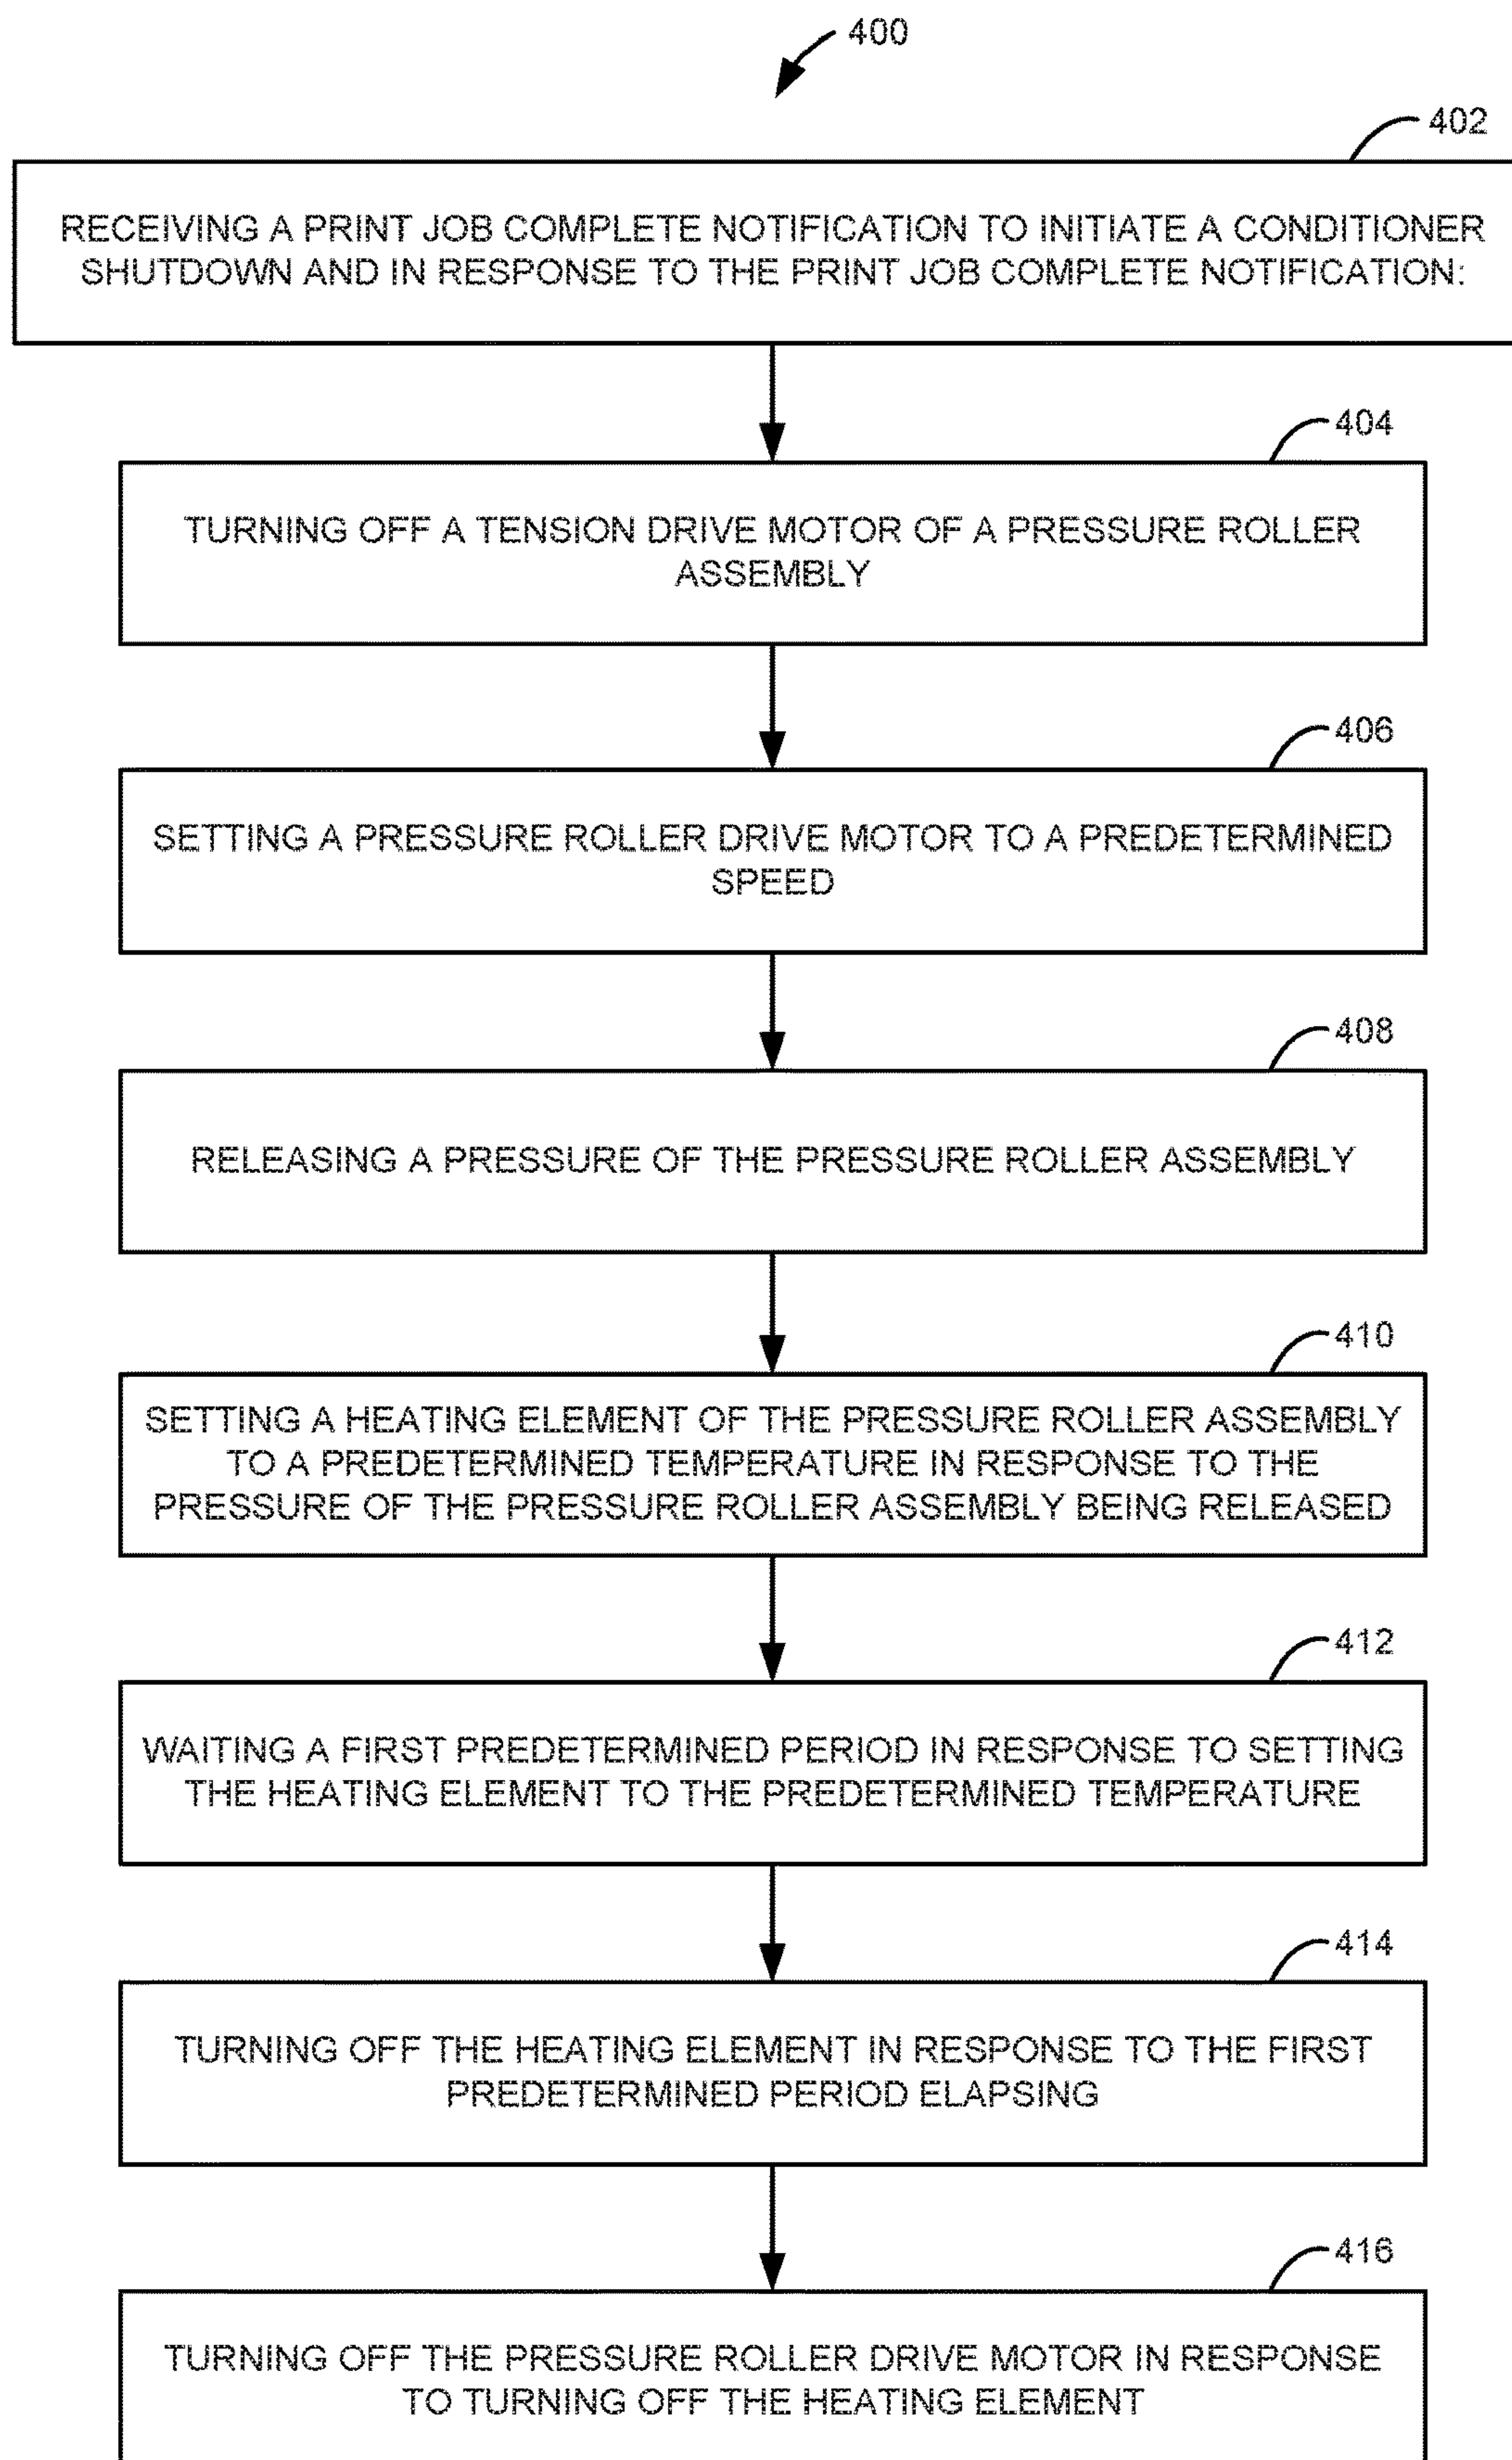 400
402
RECEIVING A PRINT JOB COMPLETE NOTIFICATION TO INITIATE A CONDITIONER
SHUTDOWN AND IN RESPONSE TO THE PRINT JOB COMPLETE NOTIFICATION:
404
TURNING OFF A TENSION DRIVE MOTOR OF A PRESSURE ROLLER
ASSEMBLY
406
SETTING A PRESSURE ROLLER DRIVE MOTOR TO A PREDETERMINED
SPEED
408
RELEASING A PRESSURE OF THE PRESSURE ROLLER ASSEMBLY
410
SETTING A HEATING ELEMENT OF THE PRESSURE ROLLER ASSEMBLY
TO A PREDETERMINED TEMPERATURE IN RESPONSE TO THE
PRESSURE OF THE PRESSURE ROLLER ASSEMBLY BEING RELEASED
412
WAITING A FIRST PREDETERMINED PERIOD IN RESPONSE TO SETTING
THE HEATING ELEMENT TO THE PREDETERMINED TEMPERATURE
414
TURNING OFF THE HEATING ELEMENT IN RESPONSE TO THE FIRST
PREDETERMINED PERIOD ELAPSING
416
TURNING OFF THE PRESSURE ROLLER DRIVE MOTOR IN RESPONSE
TO TURNING OFF THE HEATING ELEMENT